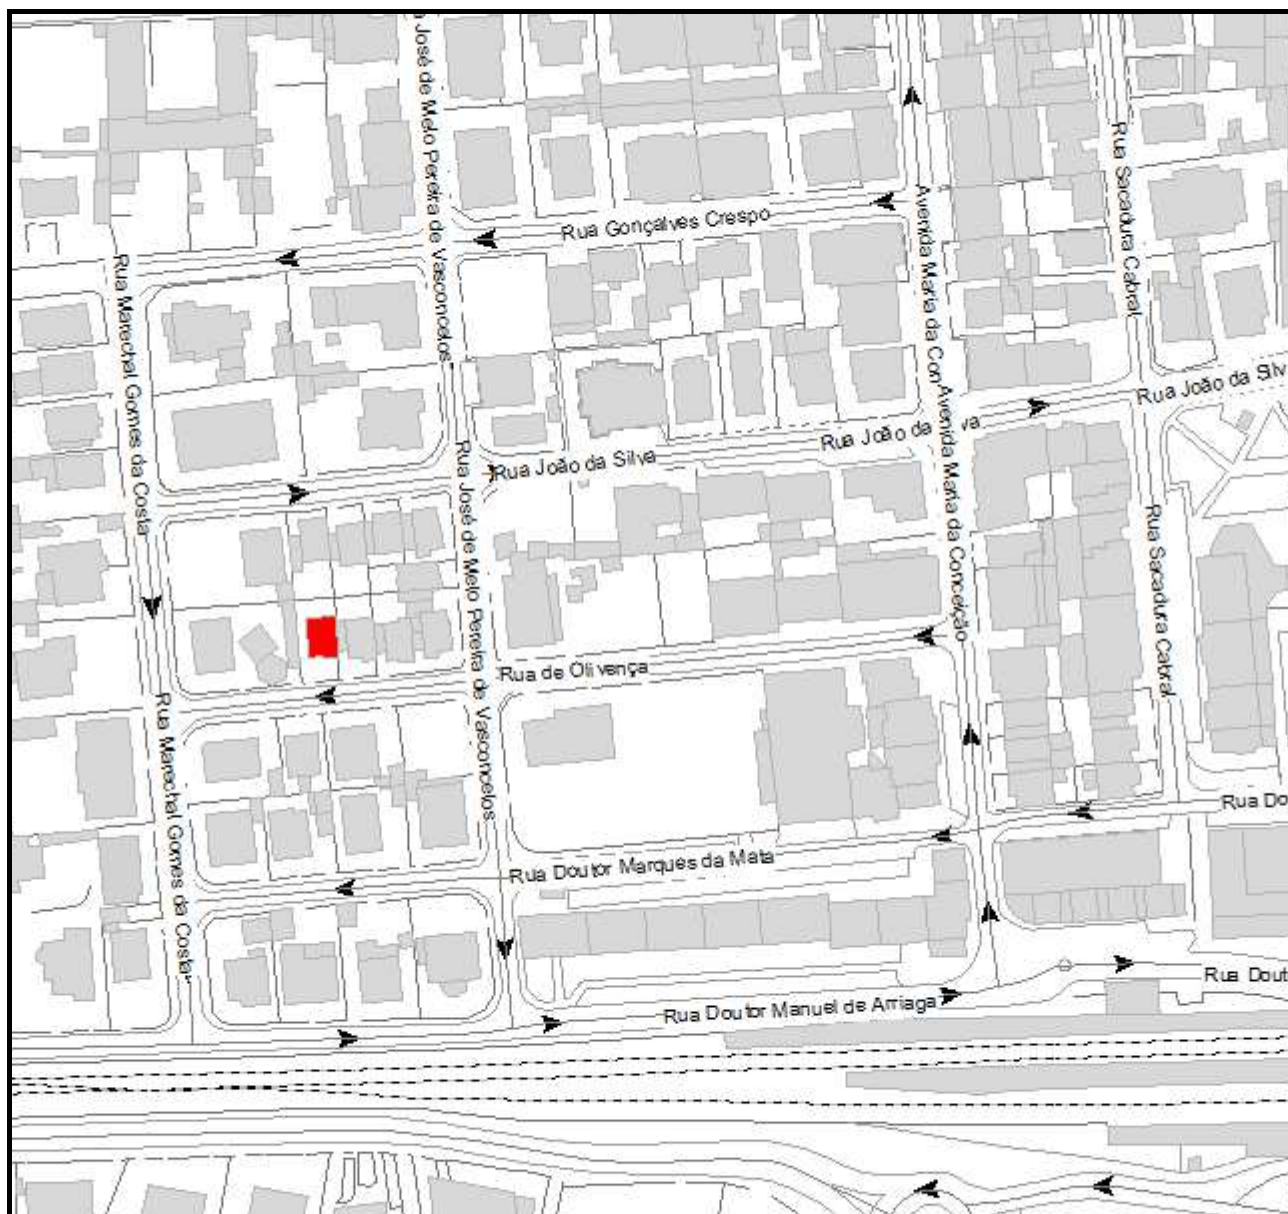 José de Melo Pereira de Vasconcelos
Rua Sacadura Cabral
Avenida Maria da Con
Rua Gonçalves Crespo
Rua Marechal Gomes da Costa
Rua João da Silv
Rua João da Silva
Rua João da
va
Avenida Maria da Conceição
Rua José de Melo Pereira de Vasconcelos
Rua Sacadura Cabral
Rua de Olivença
Rua Marechal Gomes da Costa
Rua Do
Rua Doutor Marques da Mata
Rua Dout
Rua Doutor Manuel de Arriaga